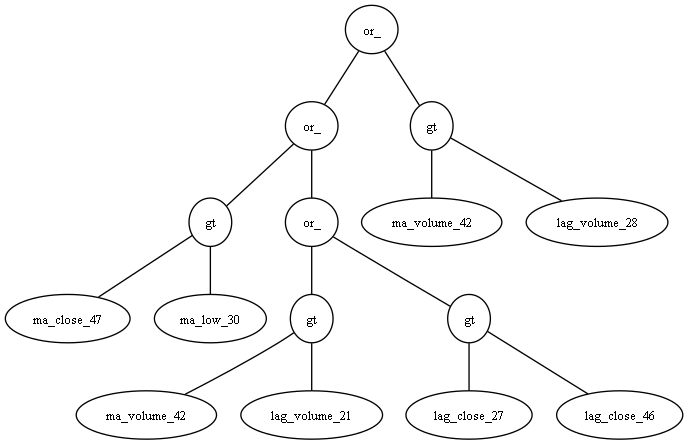 or_
or_
gt
gt
or_
ma_volume_42
lag_volume_28
ma_close_47
ma_low_30
gt
gt
ma_volume_42
lag_volume_21
lag_close_27
lag_close_46